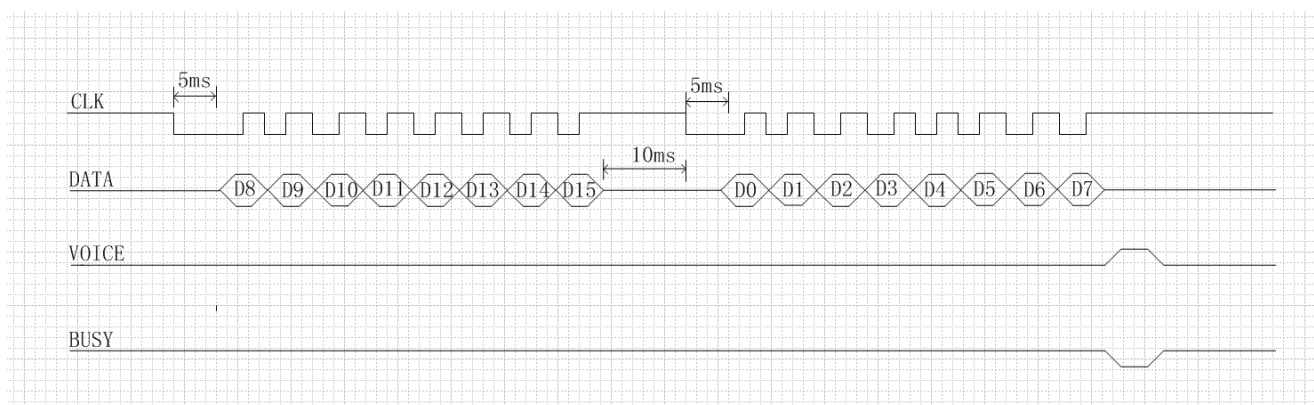 5ms 5ms
CLK
10ms
DATA D8 D9 D10 D11 D12 D13 D14 D15 D0 D1 D2 D3 D4 D5 D6 D7
VOICE
BUSY